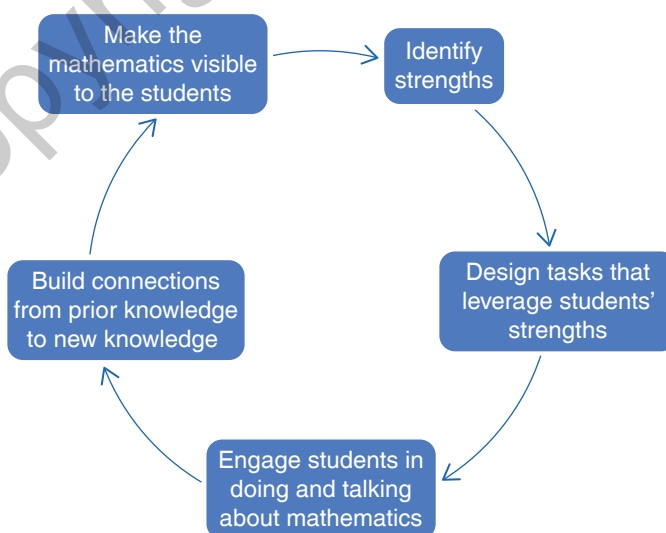 Make the
mathematics visible
to the students
Identify
strengths
Design tasks that
leverage students’
strengths
Engage students in
doing and talking
about mathematics
Build connections
from prior knowledge
to new knowledge